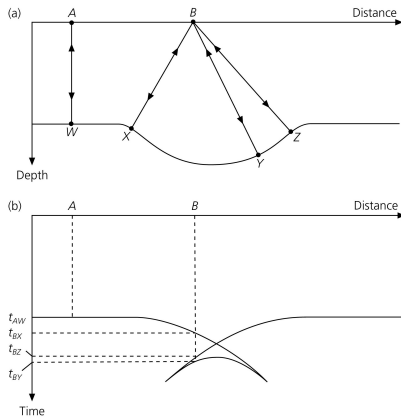 (a) A B Distance
W X Y Z
Depth
(b) A B Distance
t_AW
t_BX
t_BZ
t_BY
Time